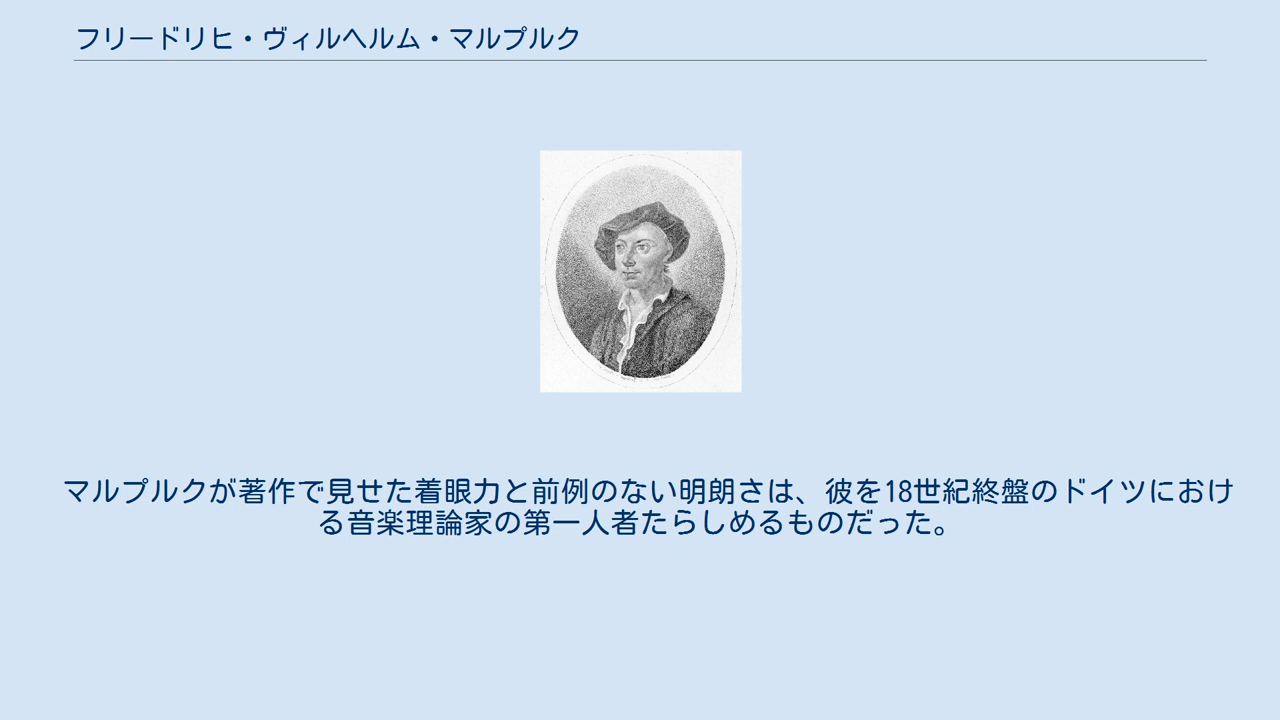 フリードリヒ・ヴィルヘルム・マルプルク
マルプルクが著作で見せた着眼力と前例のない明朗さは、彼を18世紀終盤のドイツにおけ
る音楽理論家の第一人者たらしめるものだった。